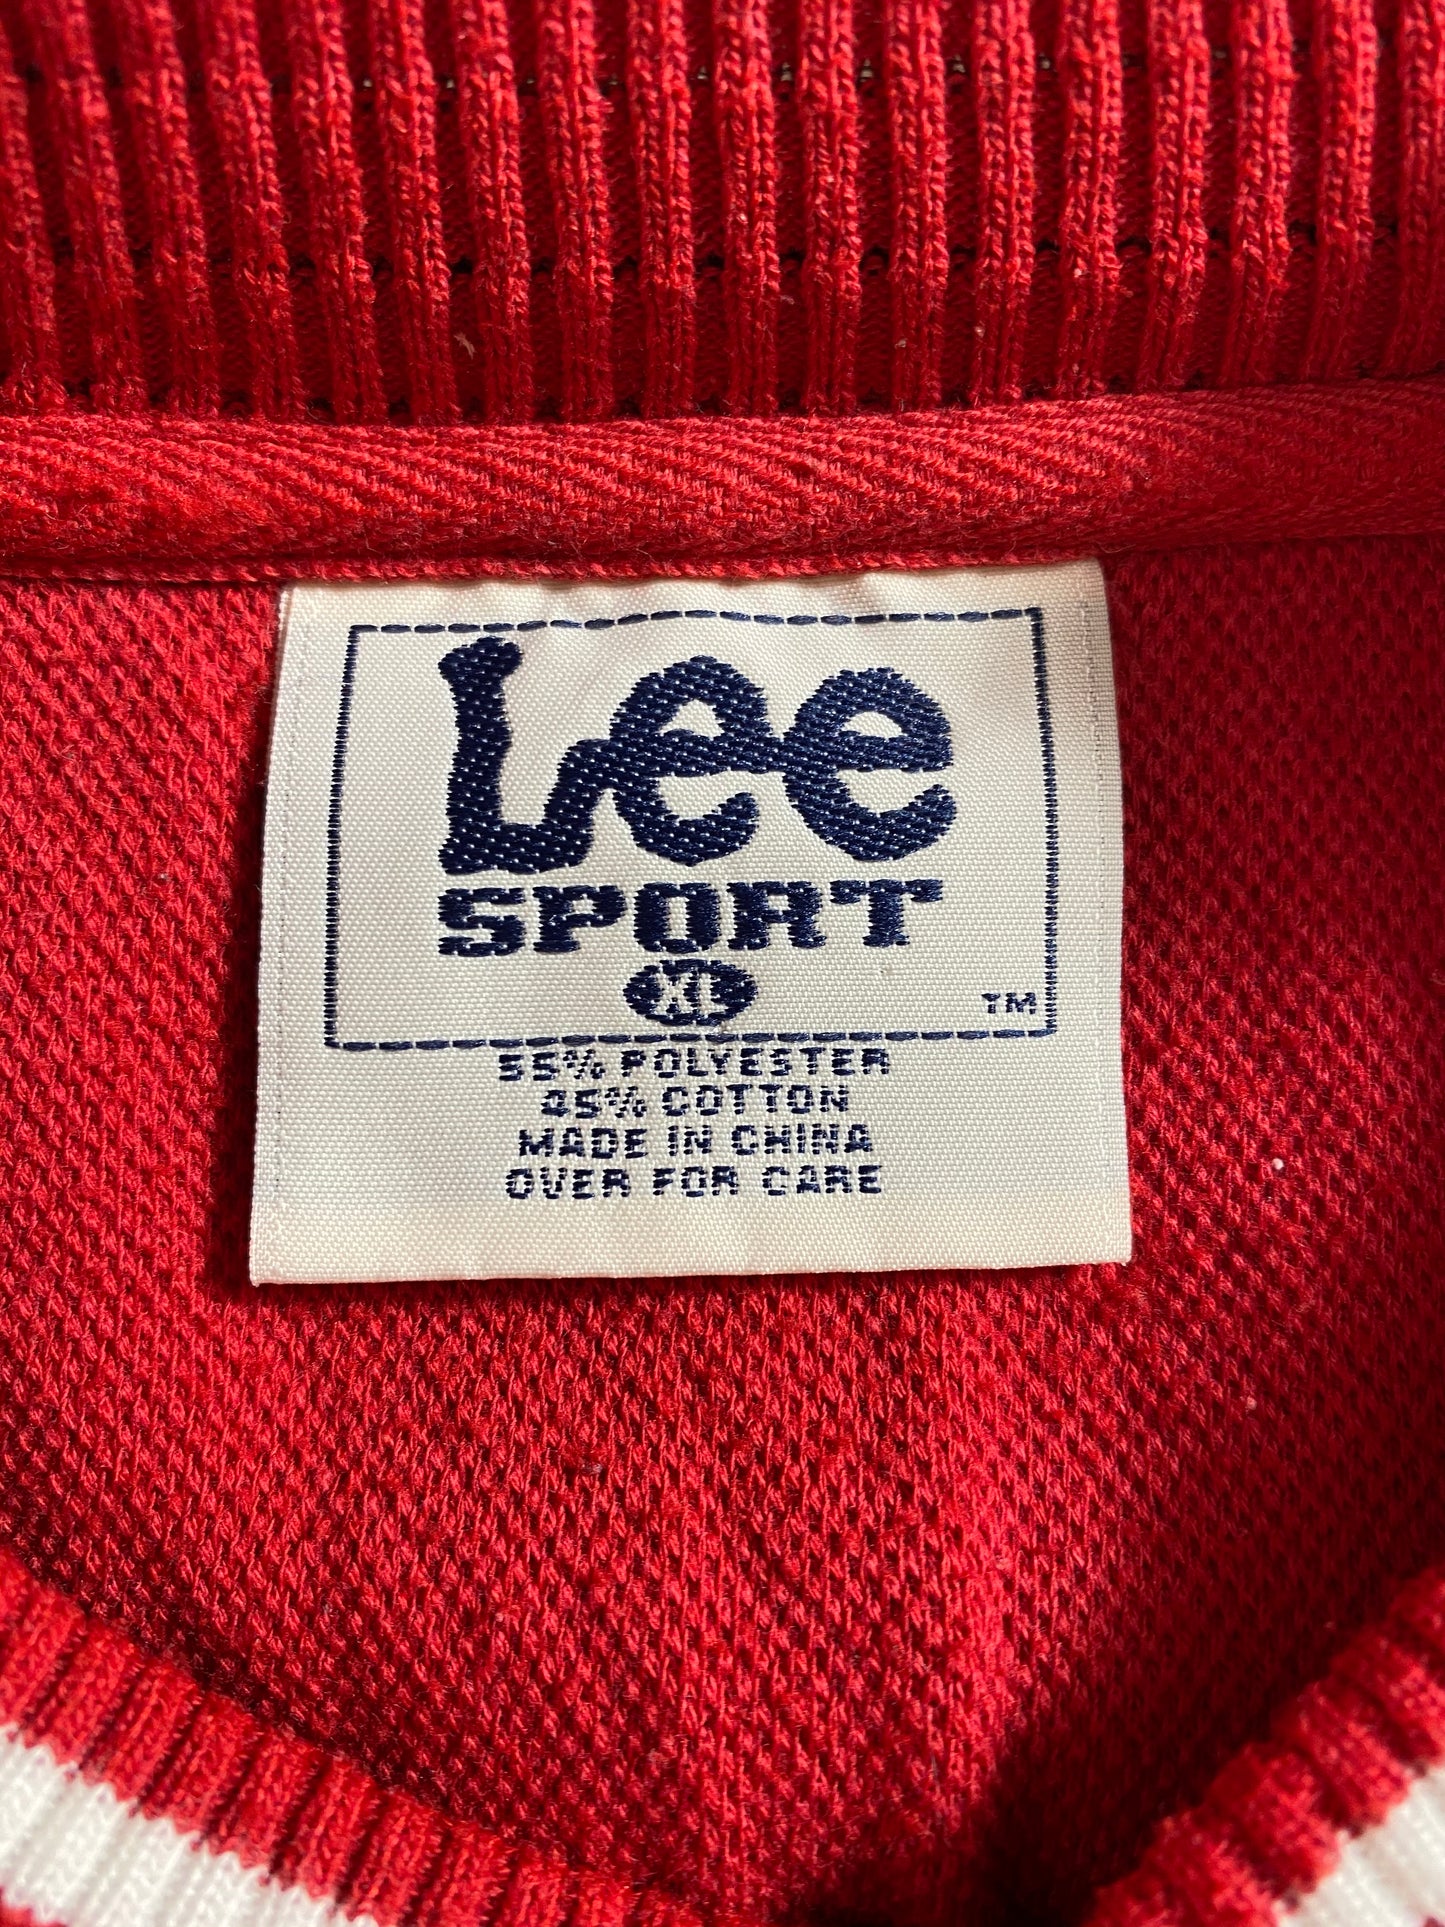 Lee
SPORT
XL
TM
55% POLYESTER
45% COTTON
MADE IN CHINA
OVER FOR CARE